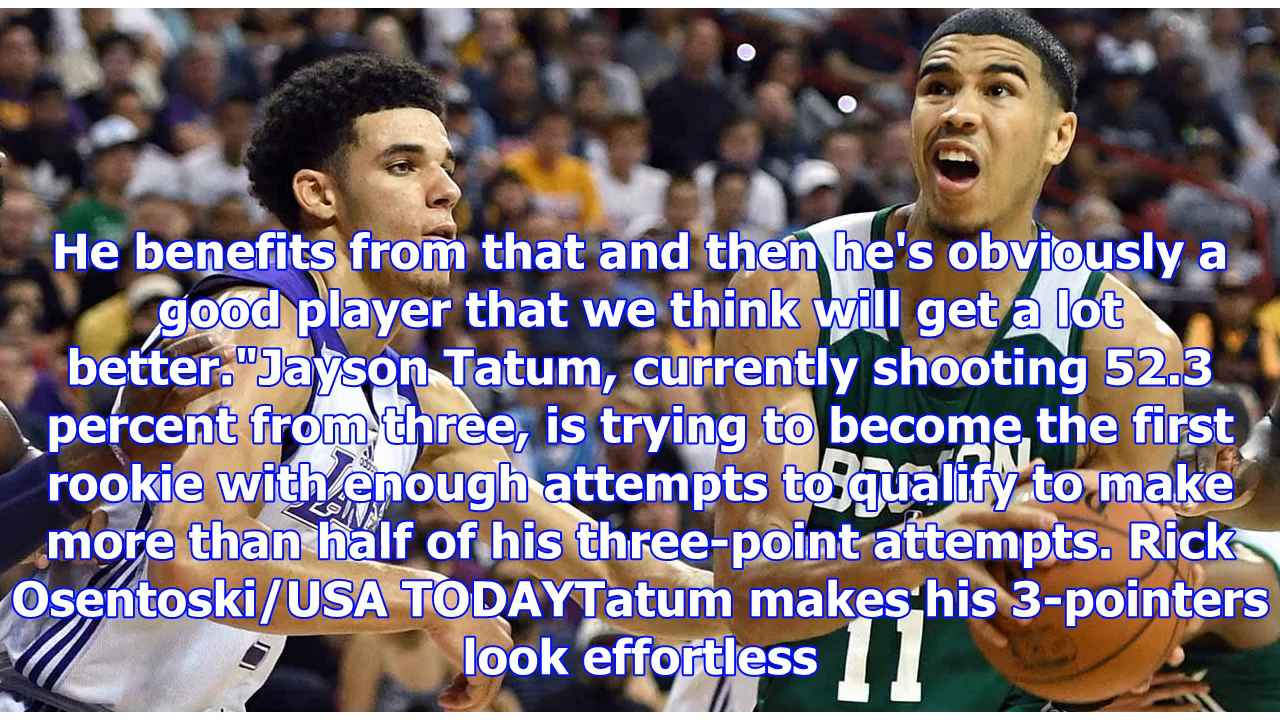 He benefits from that and then he's obviously a
good player that we think will get a lot
better."Jayson Tatum, currently shooting 52.3
percent from three, is trying to become the first
rookie with enough attempts to qualify to make
more than half of his three-point attempts. Rick
Osentoski/USA TODAYTatum makes his 3-pointers
look effortless
adidas
BOSTON
11